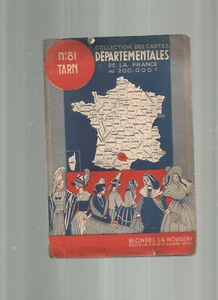 N° 81
TARN
COLLECTION DES CARTES
DÉPARTEMENTALES
DE LA FRANCE
AU 200.000E
BLONDEL LA ROUGERY